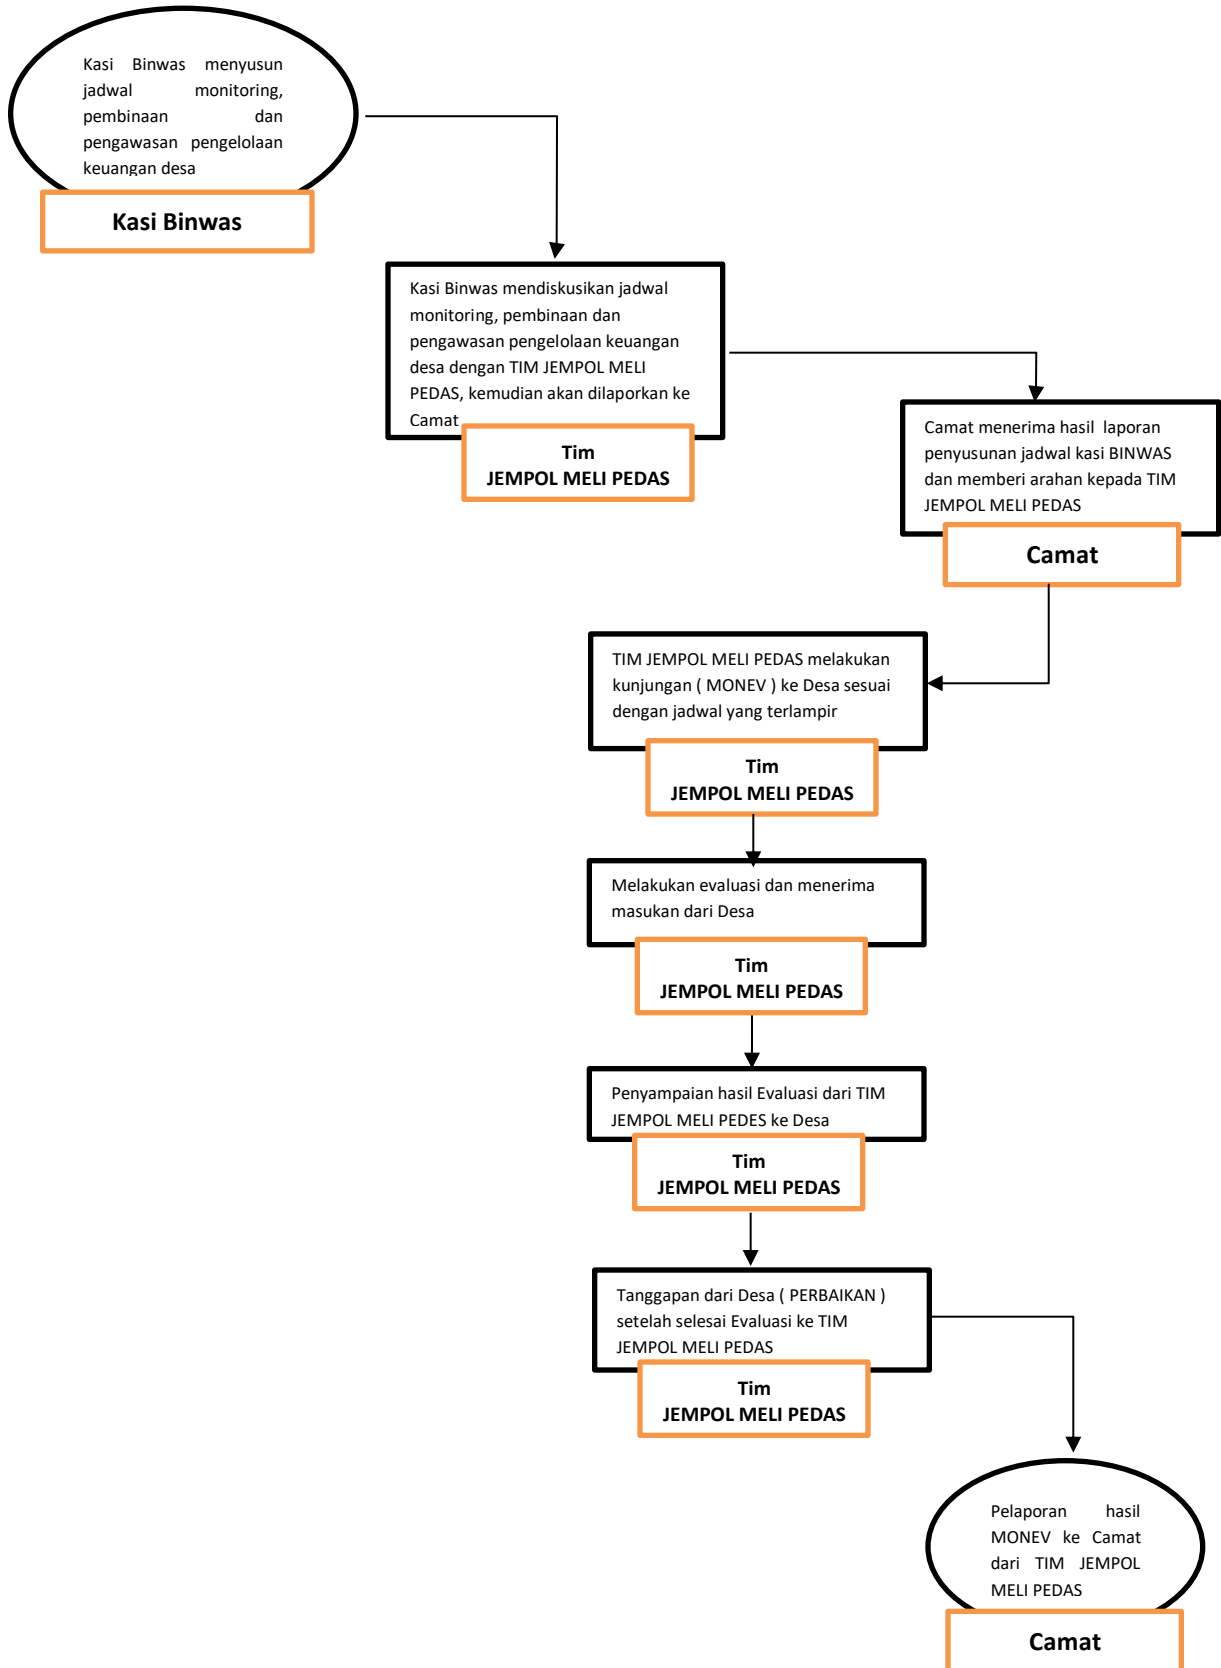 Kasi Binwas menyusun
jadwal monitoring,
pembinaan dan
pengawasan pengelolaan
keuangan desa
Kasi Binwas
Kasi Binwas mendiskusikan jadwal
monitoring, pembinaan dan
pengawasan pengelolaan keuangan
desa dengan TIM JEMPOL MELI
PEDAS, kemudian akan dilaporkan ke
Camat
Tim
JEMPOL MELI PEDAS
Camat menerima hasil laporan
penyusunan jadwal kasi BINWAS
dan memberi arahan kepada TIM
JEMPOL MELI PEDAS
Camat
TIM JEMPOL MELI PEDAS melakukan
kunjungan ( MONEV ) ke Desa sesuai
dengan jadwal yang terlampir
Tim
JEMPOL MELI PEDAS
Melakukan evaluasi dan menerima
masukan dari Desa
Tim
JEMPOL MELI PEDAS
Penyampaian hasil Evaluasi dari TIM
JEMPOL MELI PEDES ke Desa
Tim
JEMPOL MELI PEDAS
Tanggapan dari Desa ( PERBAIKAN )
setelah selesai Evaluasi ke TIM
JEMPOL MELI PEDAS
Tim
JEMPOL MELI PEDAS
Pelaporan hasil
MONEV ke Camat
dari TIM JEMPOL
MELI PEDAS
Camat